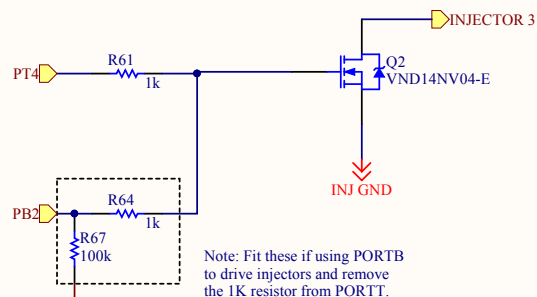 INJECTOR 3
R61
PT4
1k
Q2
VND14NV04-E
INJ GND
R64
PB2
1k
R67
100k
Note: Fit these if using PORTB
to drive injectors and remove
the 1K resistor from PORTT.